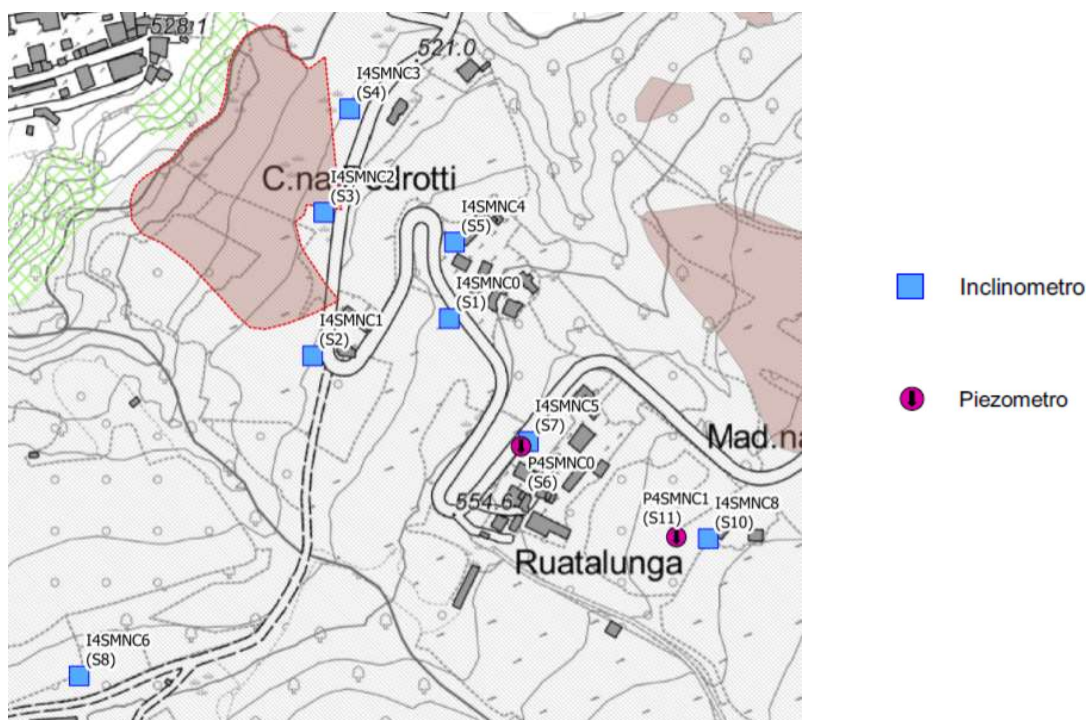 528.1
521.0
I4SMNC3
(S4)
C.na Pedrotti
I4SMNC2
(S3)
I4SMNC4
(S5)
I4SMNC0
(S1)
Inclinometro
I4SMNC1
(S2)
Piezometro
I4SMNC5
(S7)
Mad.na
P4SMNC0
(S6)
554.6
P4SMNC1
(S11)
I4SMNC8
(S10)
Ruatalunga
I4SMNC6
(S8)